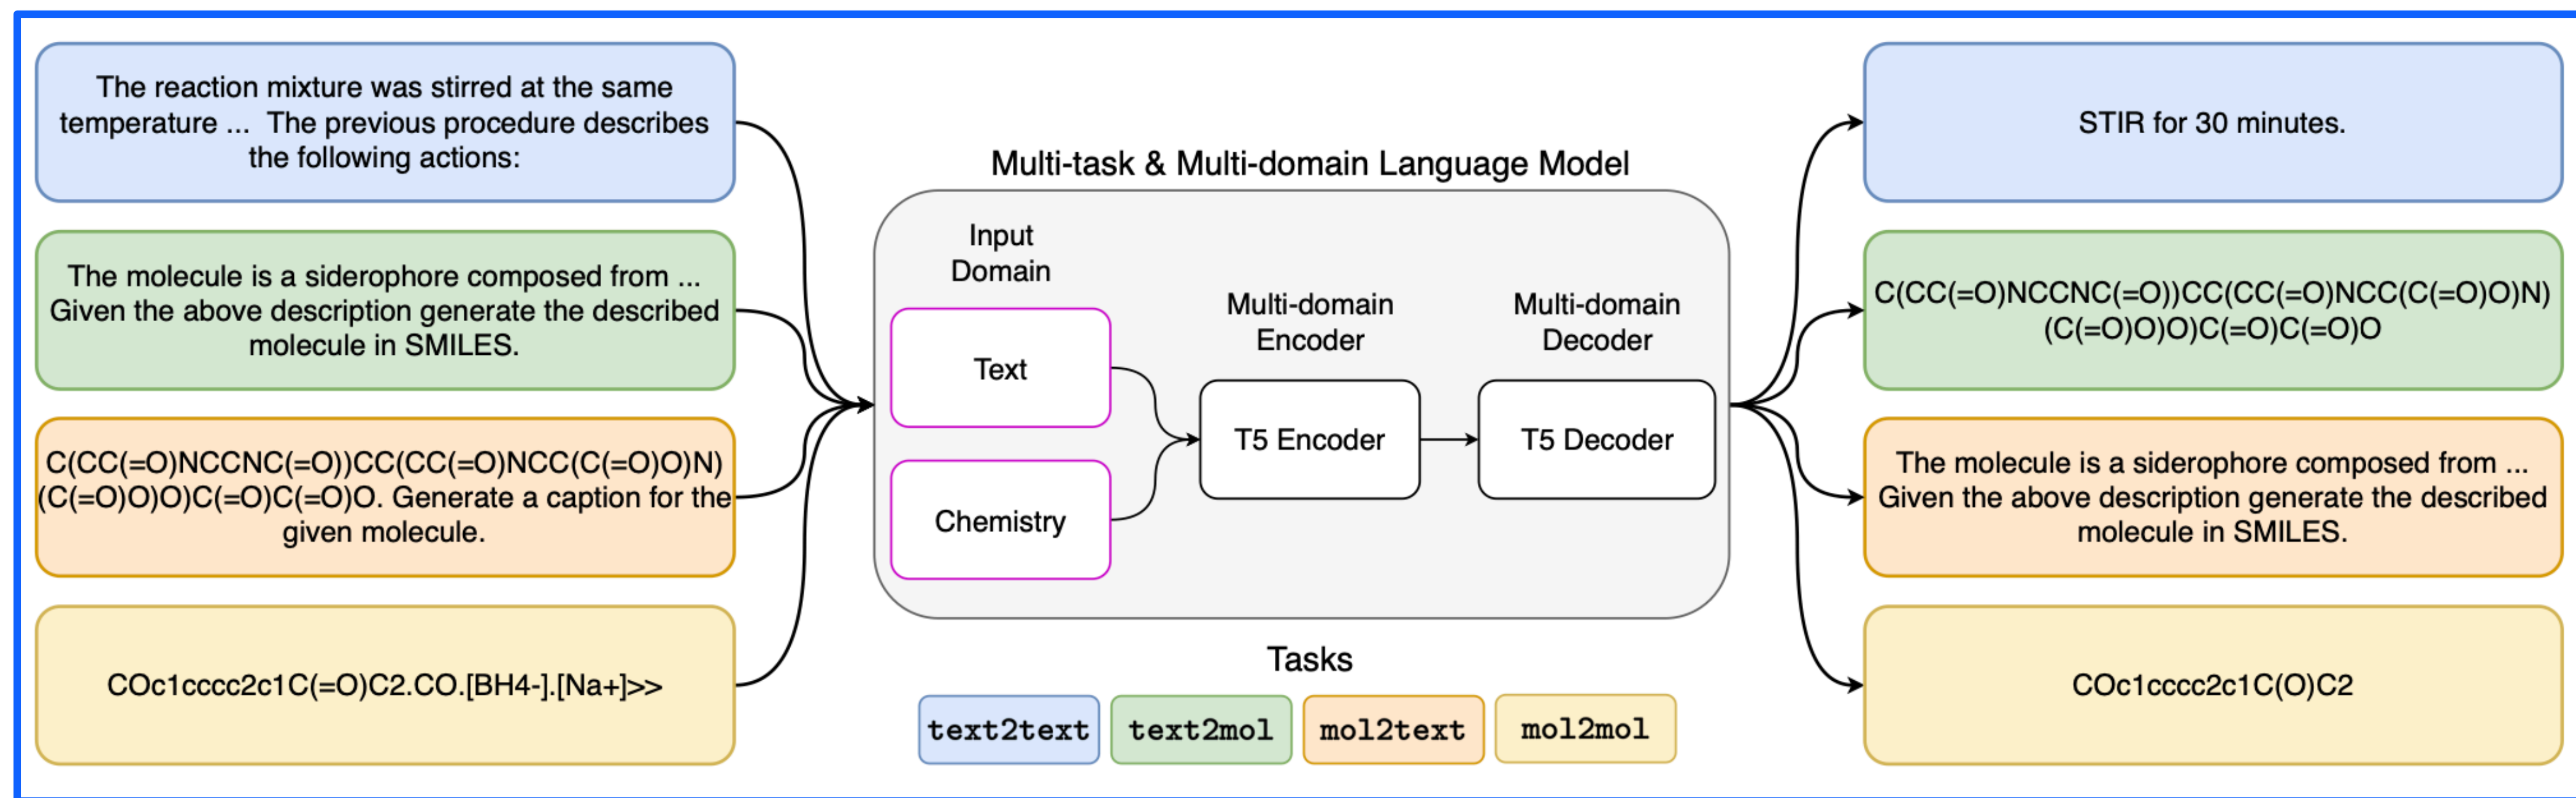 The reaction mixture was stirred at the same
temperature ... The previous procedure describes
the following actions:
The molecule is a siderophore composed from ...
Given the above description generate the described
molecule in SMILES.
C(CC(=O)NCCNC(=O))CC(CC(=O)NCC(C(=O)O)N)
(C(=O)O)O)C(=O)C(=O)O. Generate a caption for the
given molecule.
COc1cccc2c1C(=O)C2.CO.[BH4-].[Na+]>>
Multi-task & Multi-domain Language Model
Input
Domain
Text
Chemistry
Multi-domain
Encoder
T5 Encoder
Multi-domain
Decoder
T5 Decoder
Tasks
text2text
text2mol
mol2text
mol2mol
STIR for 30 minutes.
C(CC(=O)NCCNC(=O))CC(CC(=O)NCC(C(=O)O)N)
(C(=O)O)O)C(=O)C(=O)O
The molecule is a siderophore composed from ...
Given the above description generate the described
molecule in SMILES.
COc1cccc2c1C(O)C2